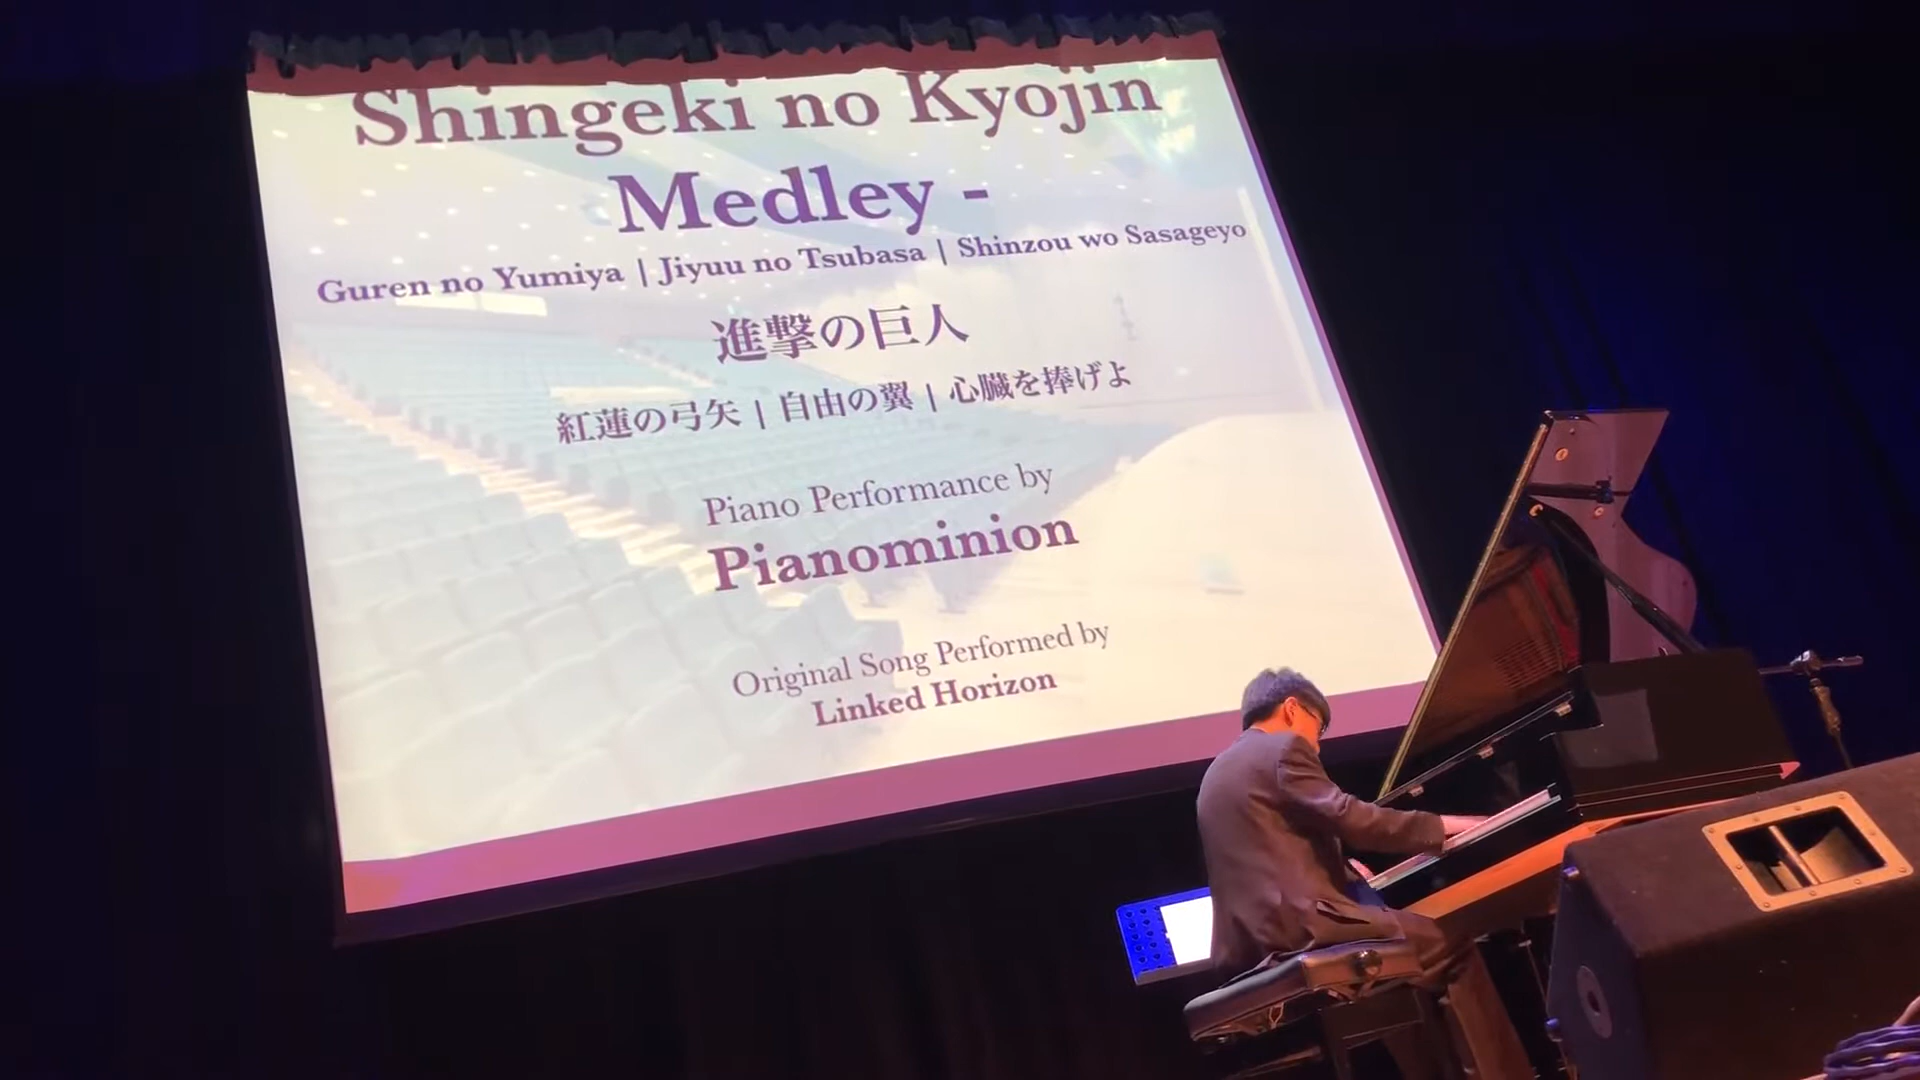 Shingeki no Kyojin
Medley -
Guren no Yumiya | Jiyuu no Tsubasa | Shinzou wo Sasageyo
進撃の巨人
紅蓮の弓矢 | 自由の翼 | 心臓を捧げよ
Piano Performance by
Pianominion
Original Song Performed by
Linked Horizon